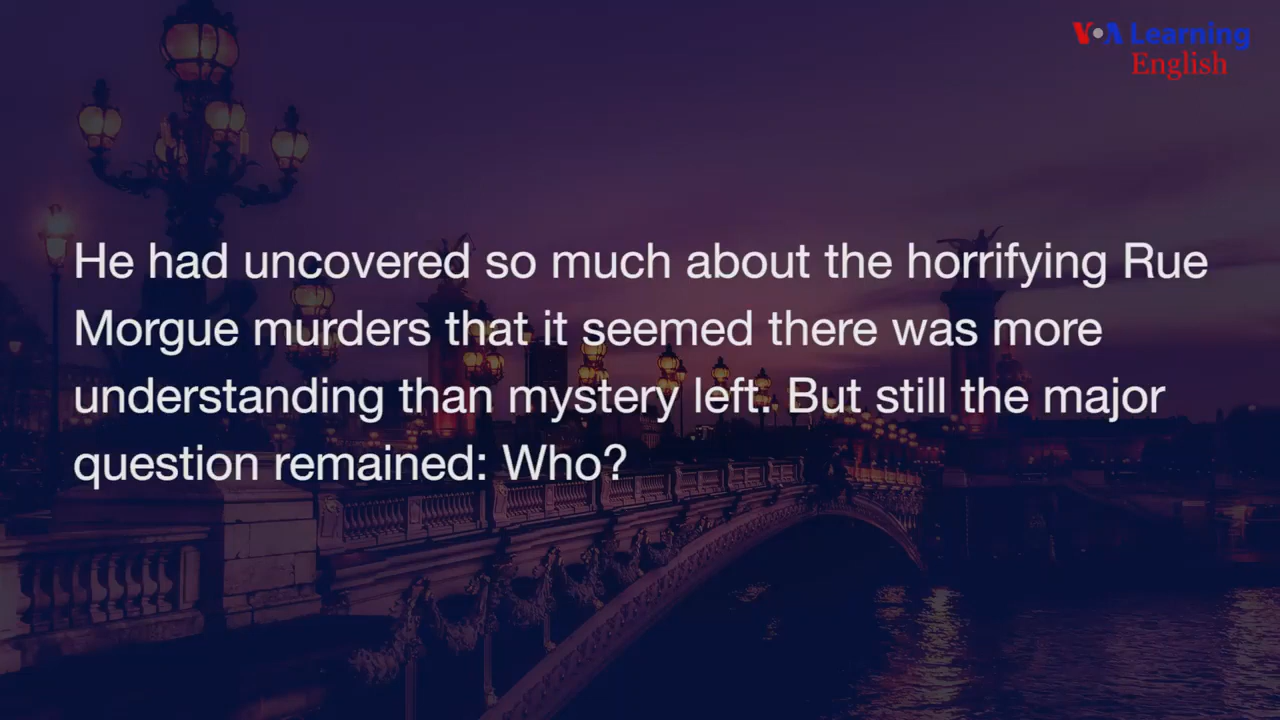 VOA Learning
English
He had uncovered so much about the horrifying Rue
Morgue murders that it seemed there was more
understanding than mystery left. But still the major
question remained: Who?